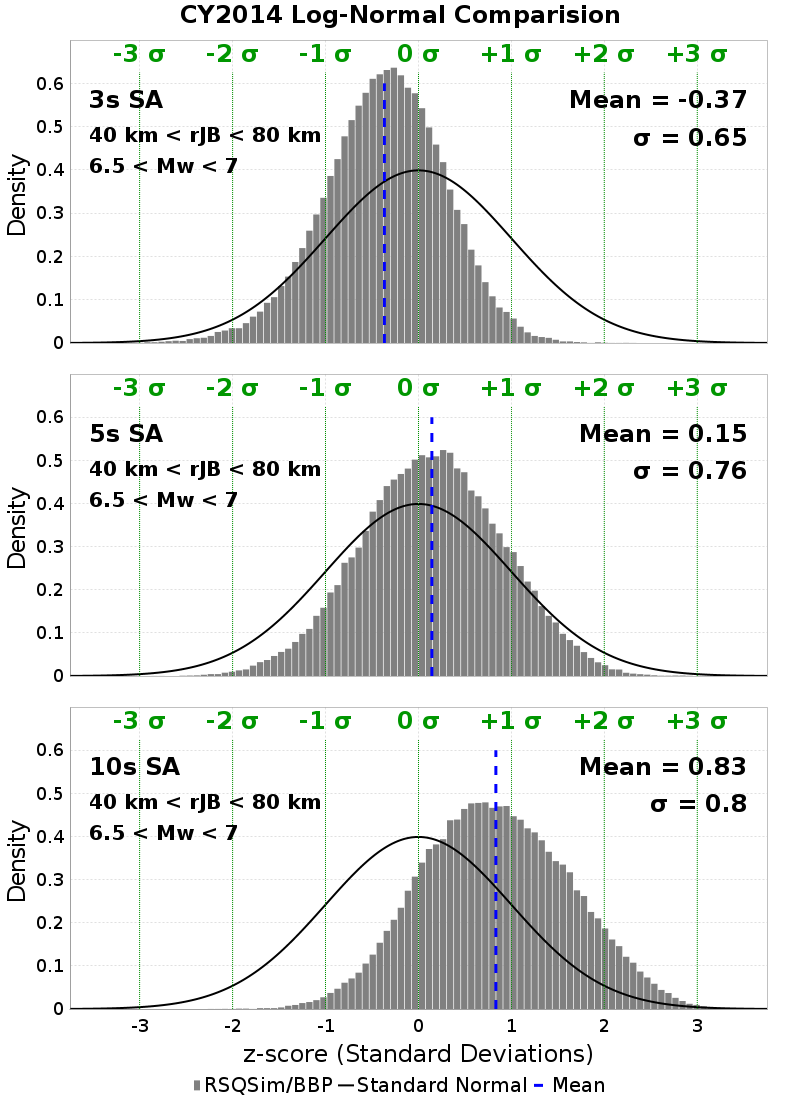 CY2014 Log-Normal Comparision
-3 σ -2 σ -1 σ 0 σ +1 σ +2 σ +3 σ
3s SA
40 km < rJB < 80 km
6.5 < Mw < 7
Mean = -0.37
σ = 0.65
Density
0.6
0.5
0.4
0.3
0.2
0.1
0
-3 σ -2 σ -1 σ 0 σ +1 σ +2 σ +3 σ
5s SA
40 km < rJB < 80 km
6.5 < Mw < 7
Mean = 0.15
σ = 0.76
Density
0.6
0.5
0.4
0.3
0.2
0.1
0
-3 σ -2 σ -1 σ 0 σ +1 σ +2 σ +3 σ
10s SA
40 km < rJB < 80 km
6.5 < Mw < 7
Mean = 0.83
σ = 0.8
Density
0.6
0.5
0.4
0.3
0.2
0.1
0
-3 -2 -1 0 1 2 3
z-score (Standard Deviations)
RSQSim/BBP Standard Normal Mean